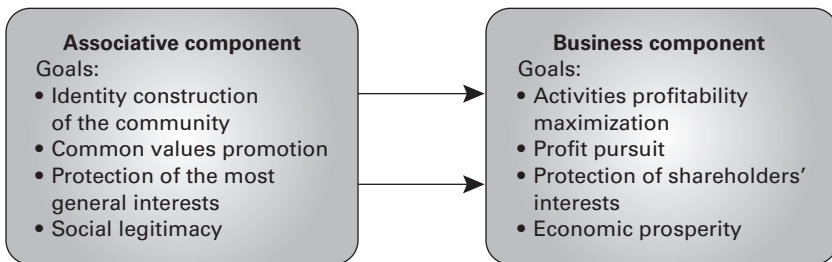 Associative component
Goals:
• Identity construction
of the community
• Common values promotion
• Protection of the most
general interests
• Social legitimacy
Business component
Goals:
• Activities profitability
maximization
• Profit pursuit
• Protection of shareholders’
interests
• Economic prosperity